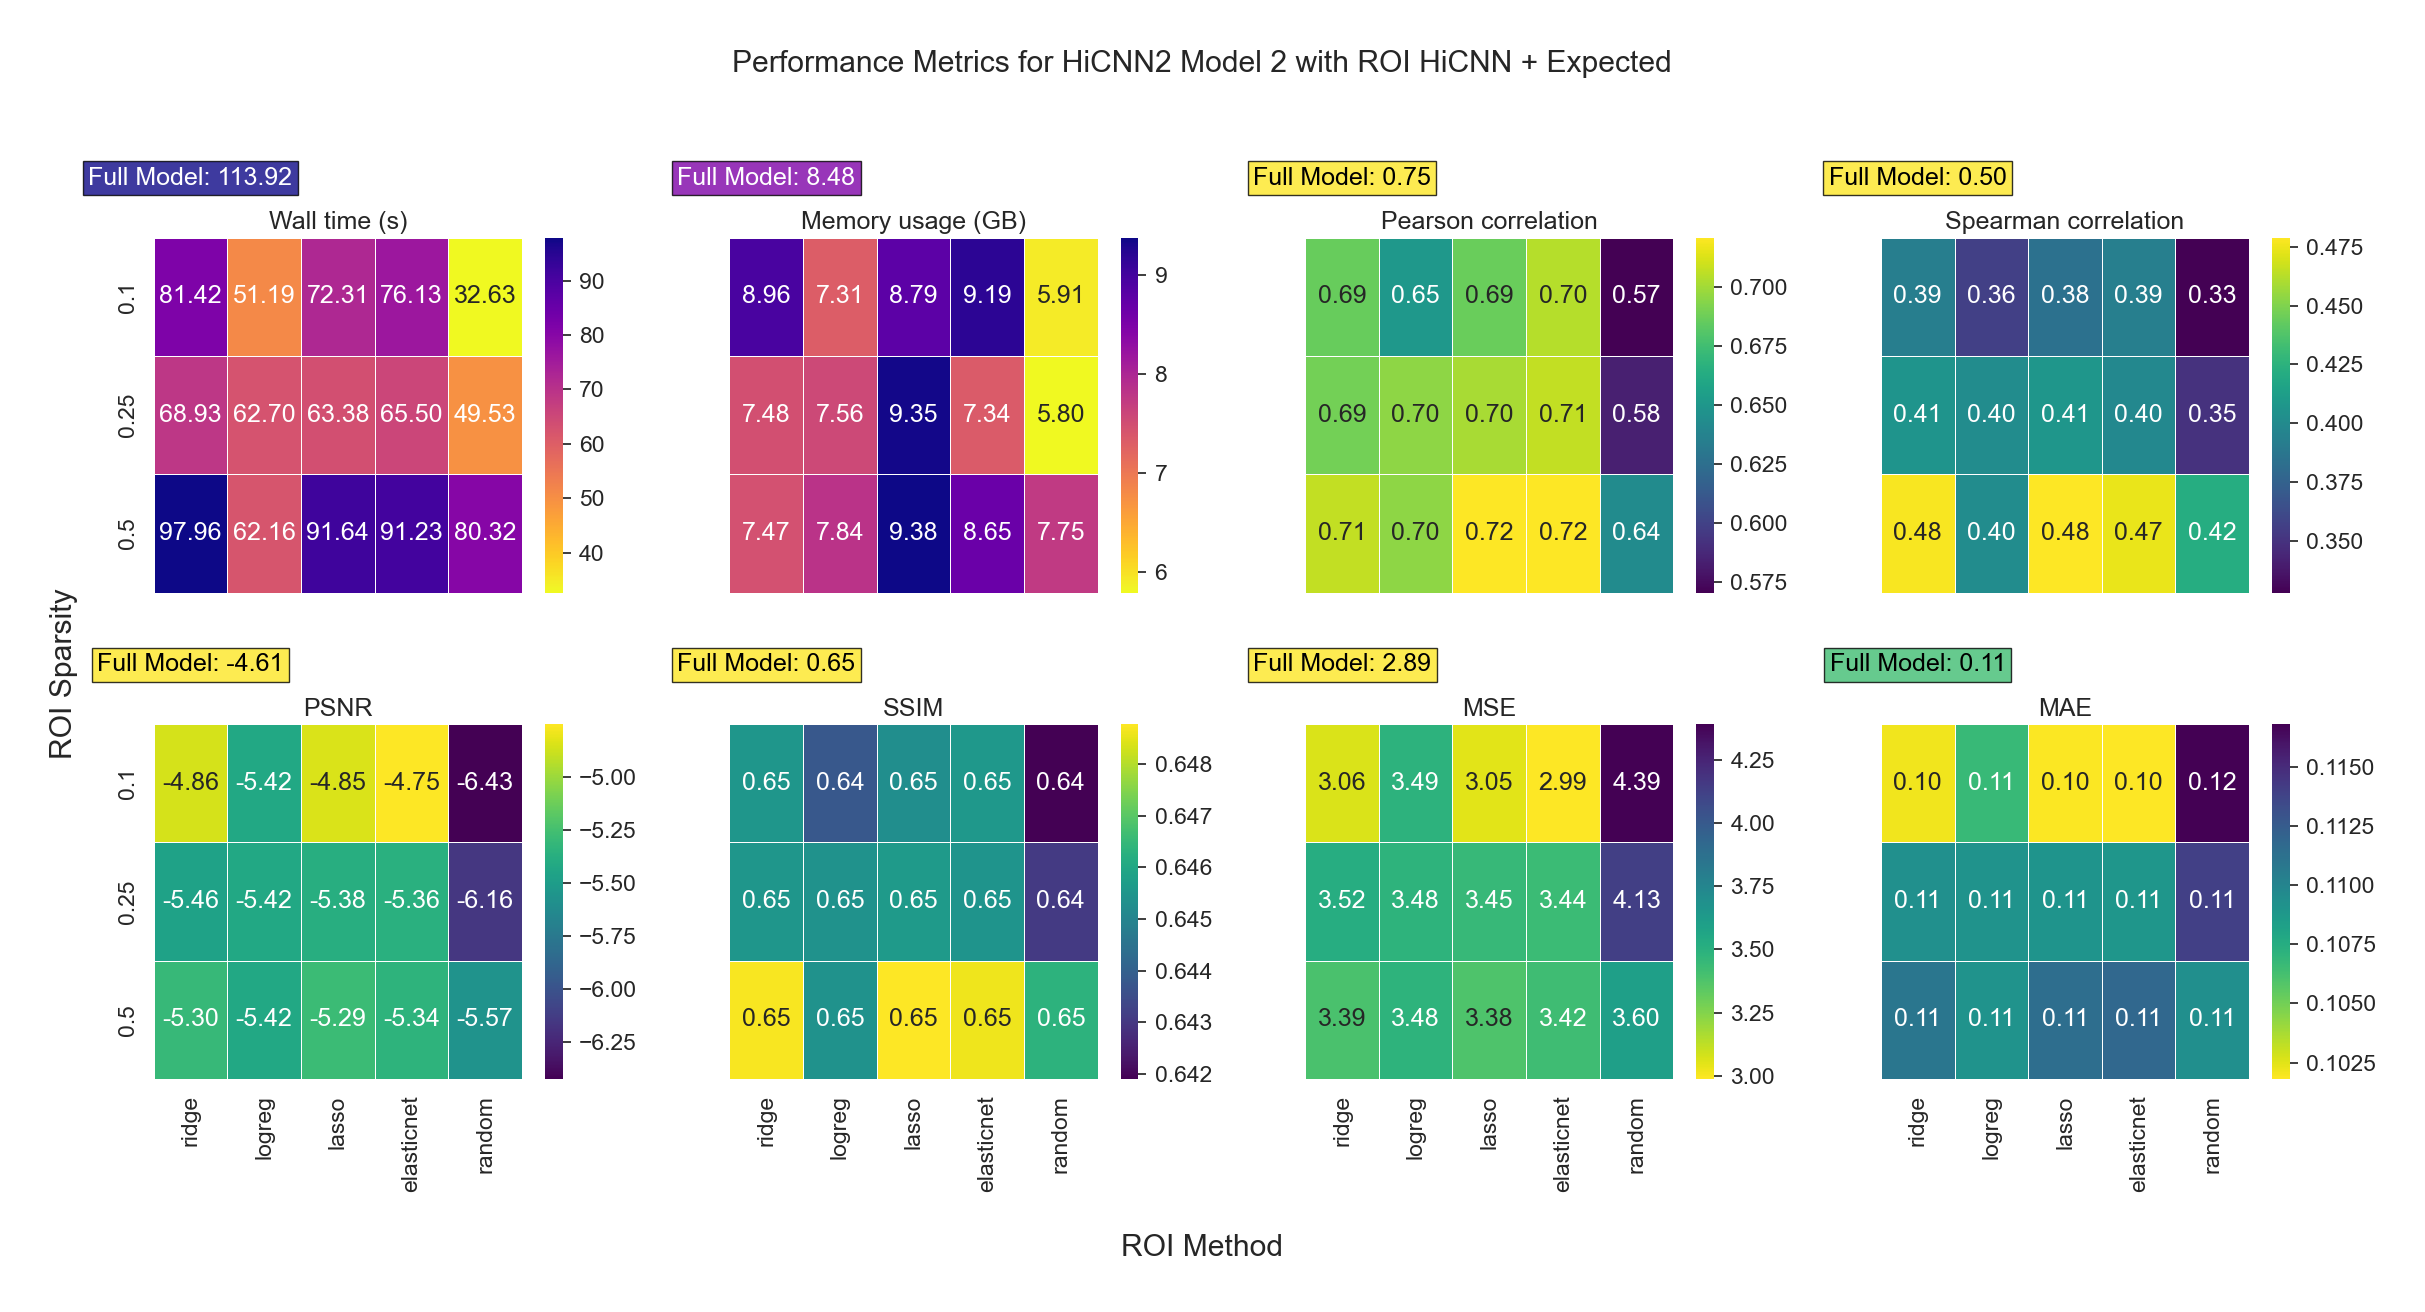 Performance Metrics for HiCNN2 Model 2 with ROI HiCNN + Expected
Full Model: 113.92
Wall time (s)
0.1
81.42 51.19 72.31 76.13 32.63
0.25
68.93 62.70 63.38 65.50 49.53
0.5
97.96 62.16 91.64 91.23 80.32
90
80
70
60
50
40
Full Model: 8.48
Memory usage (GB)
8.96 7.31 8.79 9.19 5.91
7.48 7.56 9.35 7.34 5.80
7.47 7.84 9.38 8.65 7.75
9
8
7
6
Full Model: 0.75
Pearson correlation
0.69 0.65 0.69 0.70 0.57
0.69 0.70 0.70 0.71 0.58
0.71 0.70 0.72 0.72 0.64
0.700
0.675
0.650
0.625
0.600
0.575
Full Model: 0.50
Spearman correlation
0.39 0.36 0.38 0.39 0.33
0.41 0.40 0.41 0.40 0.35
0.48 0.40 0.48 0.47 0.42
0.475
0.450
0.425
0.400
0.375
0.350
ROI Sparsity
Full Model: -4.61
PSNR
0.1
-4.86 -5.42 -4.85 -4.75 -6.43
0.25
-5.46 -5.42 -5.38 -5.36 -6.16
0.5
-5.30 -5.42 -5.29 -5.34 -5.57
−5.00
−5.25
−5.50
−5.75
−6.00
−6.25
ridge
logreg
lasso
elasticnet
random
Full Model: 0.65
SSIM
0.65 0.64 0.65 0.65 0.64
0.65 0.65 0.65 0.65 0.64
0.65 0.65 0.65 0.65 0.65
0.648
0.647
0.646
0.645
0.644
0.643
0.642
ridge
logreg
lasso
elasticnet
random
Full Model: 2.89
MSE
3.06 3.49 3.05 2.99 4.39
3.52 3.48 3.45 3.44 4.13
3.39 3.48 3.38 3.42 3.60
4.25
4.00
3.75
3.50
3.25
3.00
ridge
logreg
lasso
elasticnet
random
Full Model: 0.11
MAE
0.10 0.11 0.10 0.10 0.12
0.11 0.11 0.11 0.11 0.11
0.11 0.11 0.11 0.11 0.11
0.1150
0.1125
0.1100
0.1075
0.1050
0.1025
ridge
logreg
lasso
elasticnet
random
ROI Method